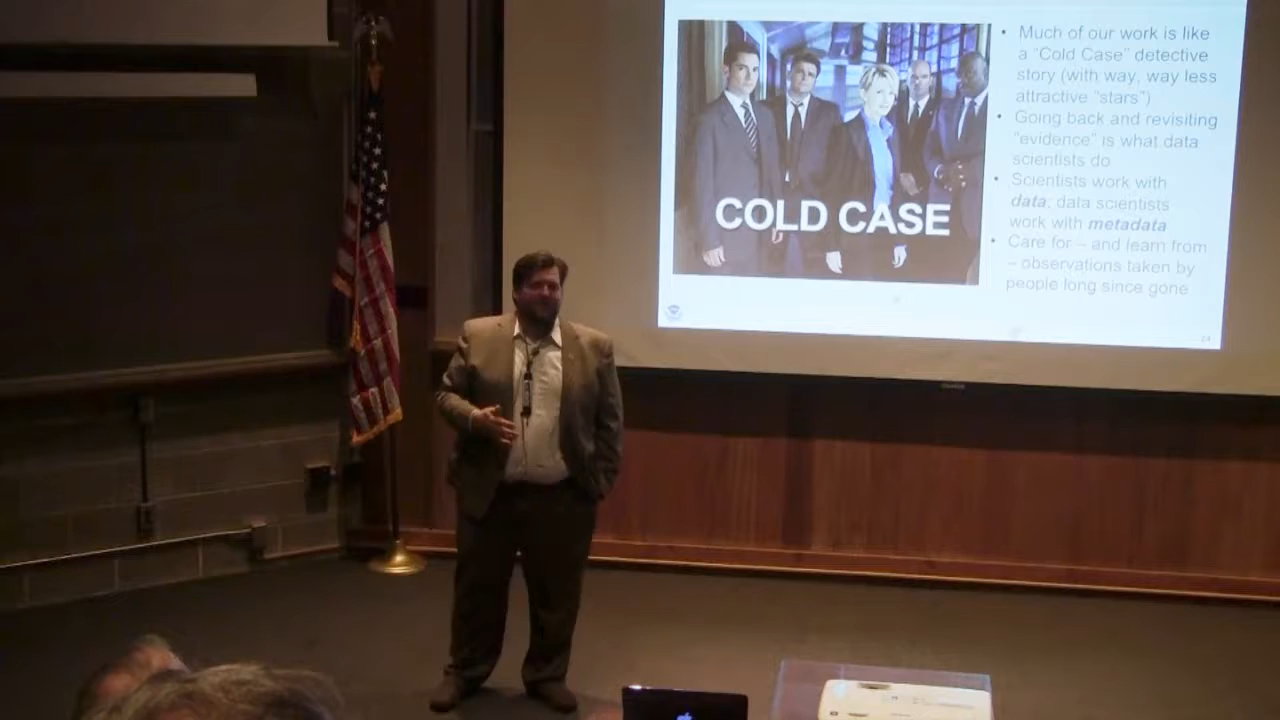 COLD CASE
• Much of our work is like
a "Cold Case" detective
story (with way, way less
attractive "stars")
• Going back and revisiting
"evidence" is what data
scientists do
• Scientists work with
data; data scientists
work with metadata
• Care for – and learn from
– observations taken by
people long since gone
24